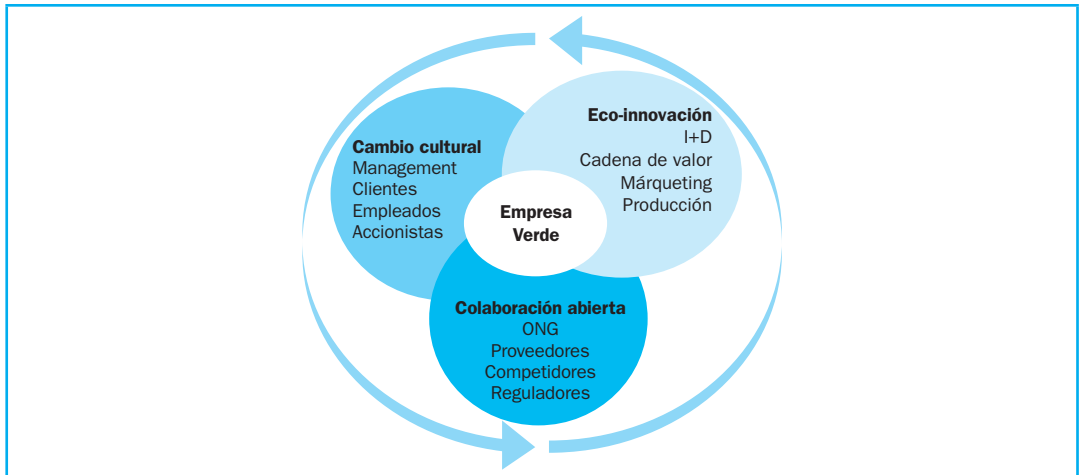 Cambio cultural
Management
Clientes
Empleados
Accionistas
Eco-innovación
I+D
Cadena de valor
Márqueting
Producción
Empresa
Verde
Colaboración abierta
ONG
Proveedores
Competidores
Reguladores